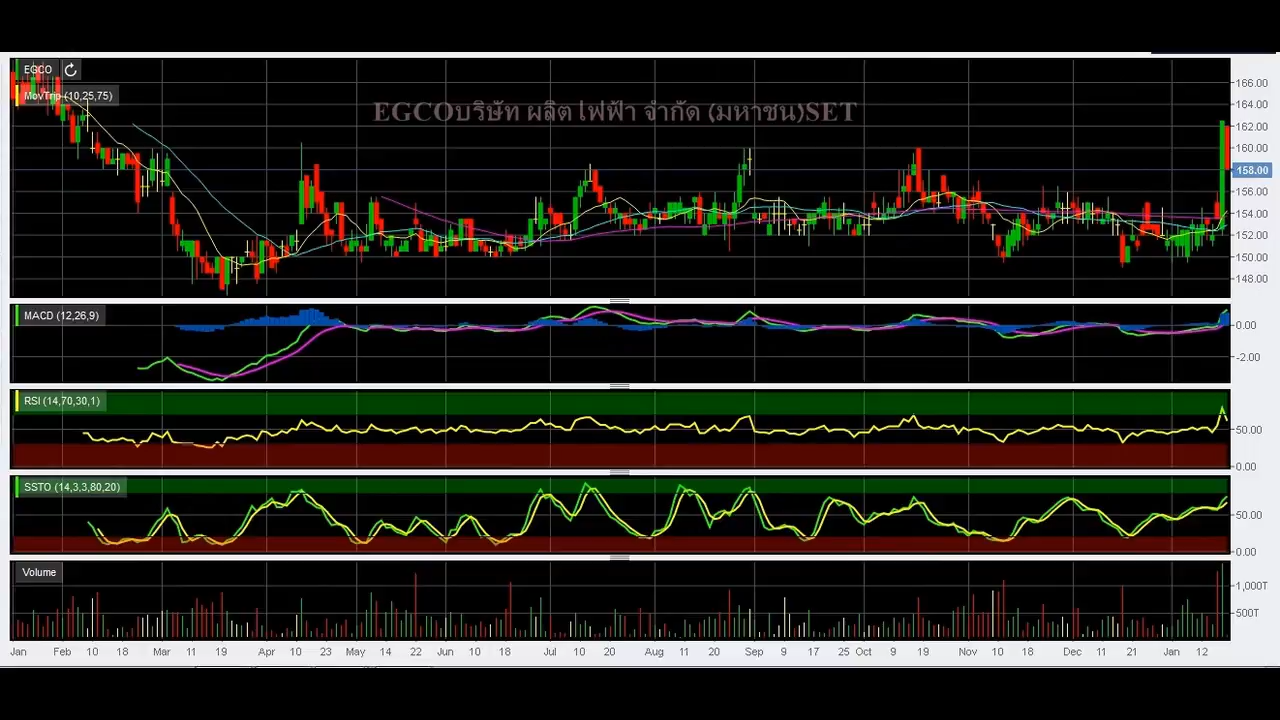 EGCO
MovTrip (10,25,75)
EGCOบริษัท ผลิตไฟฟ้า จำกัด (มหาชน)SET
166.00
164.00
162.00
160.00
158.00
156.00
154.00
152.00
150.00
148.00
MACD (12,26,9)
0.00
-2.00
RSI (14,70,30,1)
50.00
0.00
SSTO (14,3,3,80,20)
50.00
0.00
Volume
1,000T
500T
Jan Feb 10 18 Mar 11 19 Apr 10 23 May 14 22 Jun 10 18 Jul 10 20 Aug 11 20 Sep 9 17 25 Oct 9 19 Nov 10 18 Dec 11 21 Jan 12